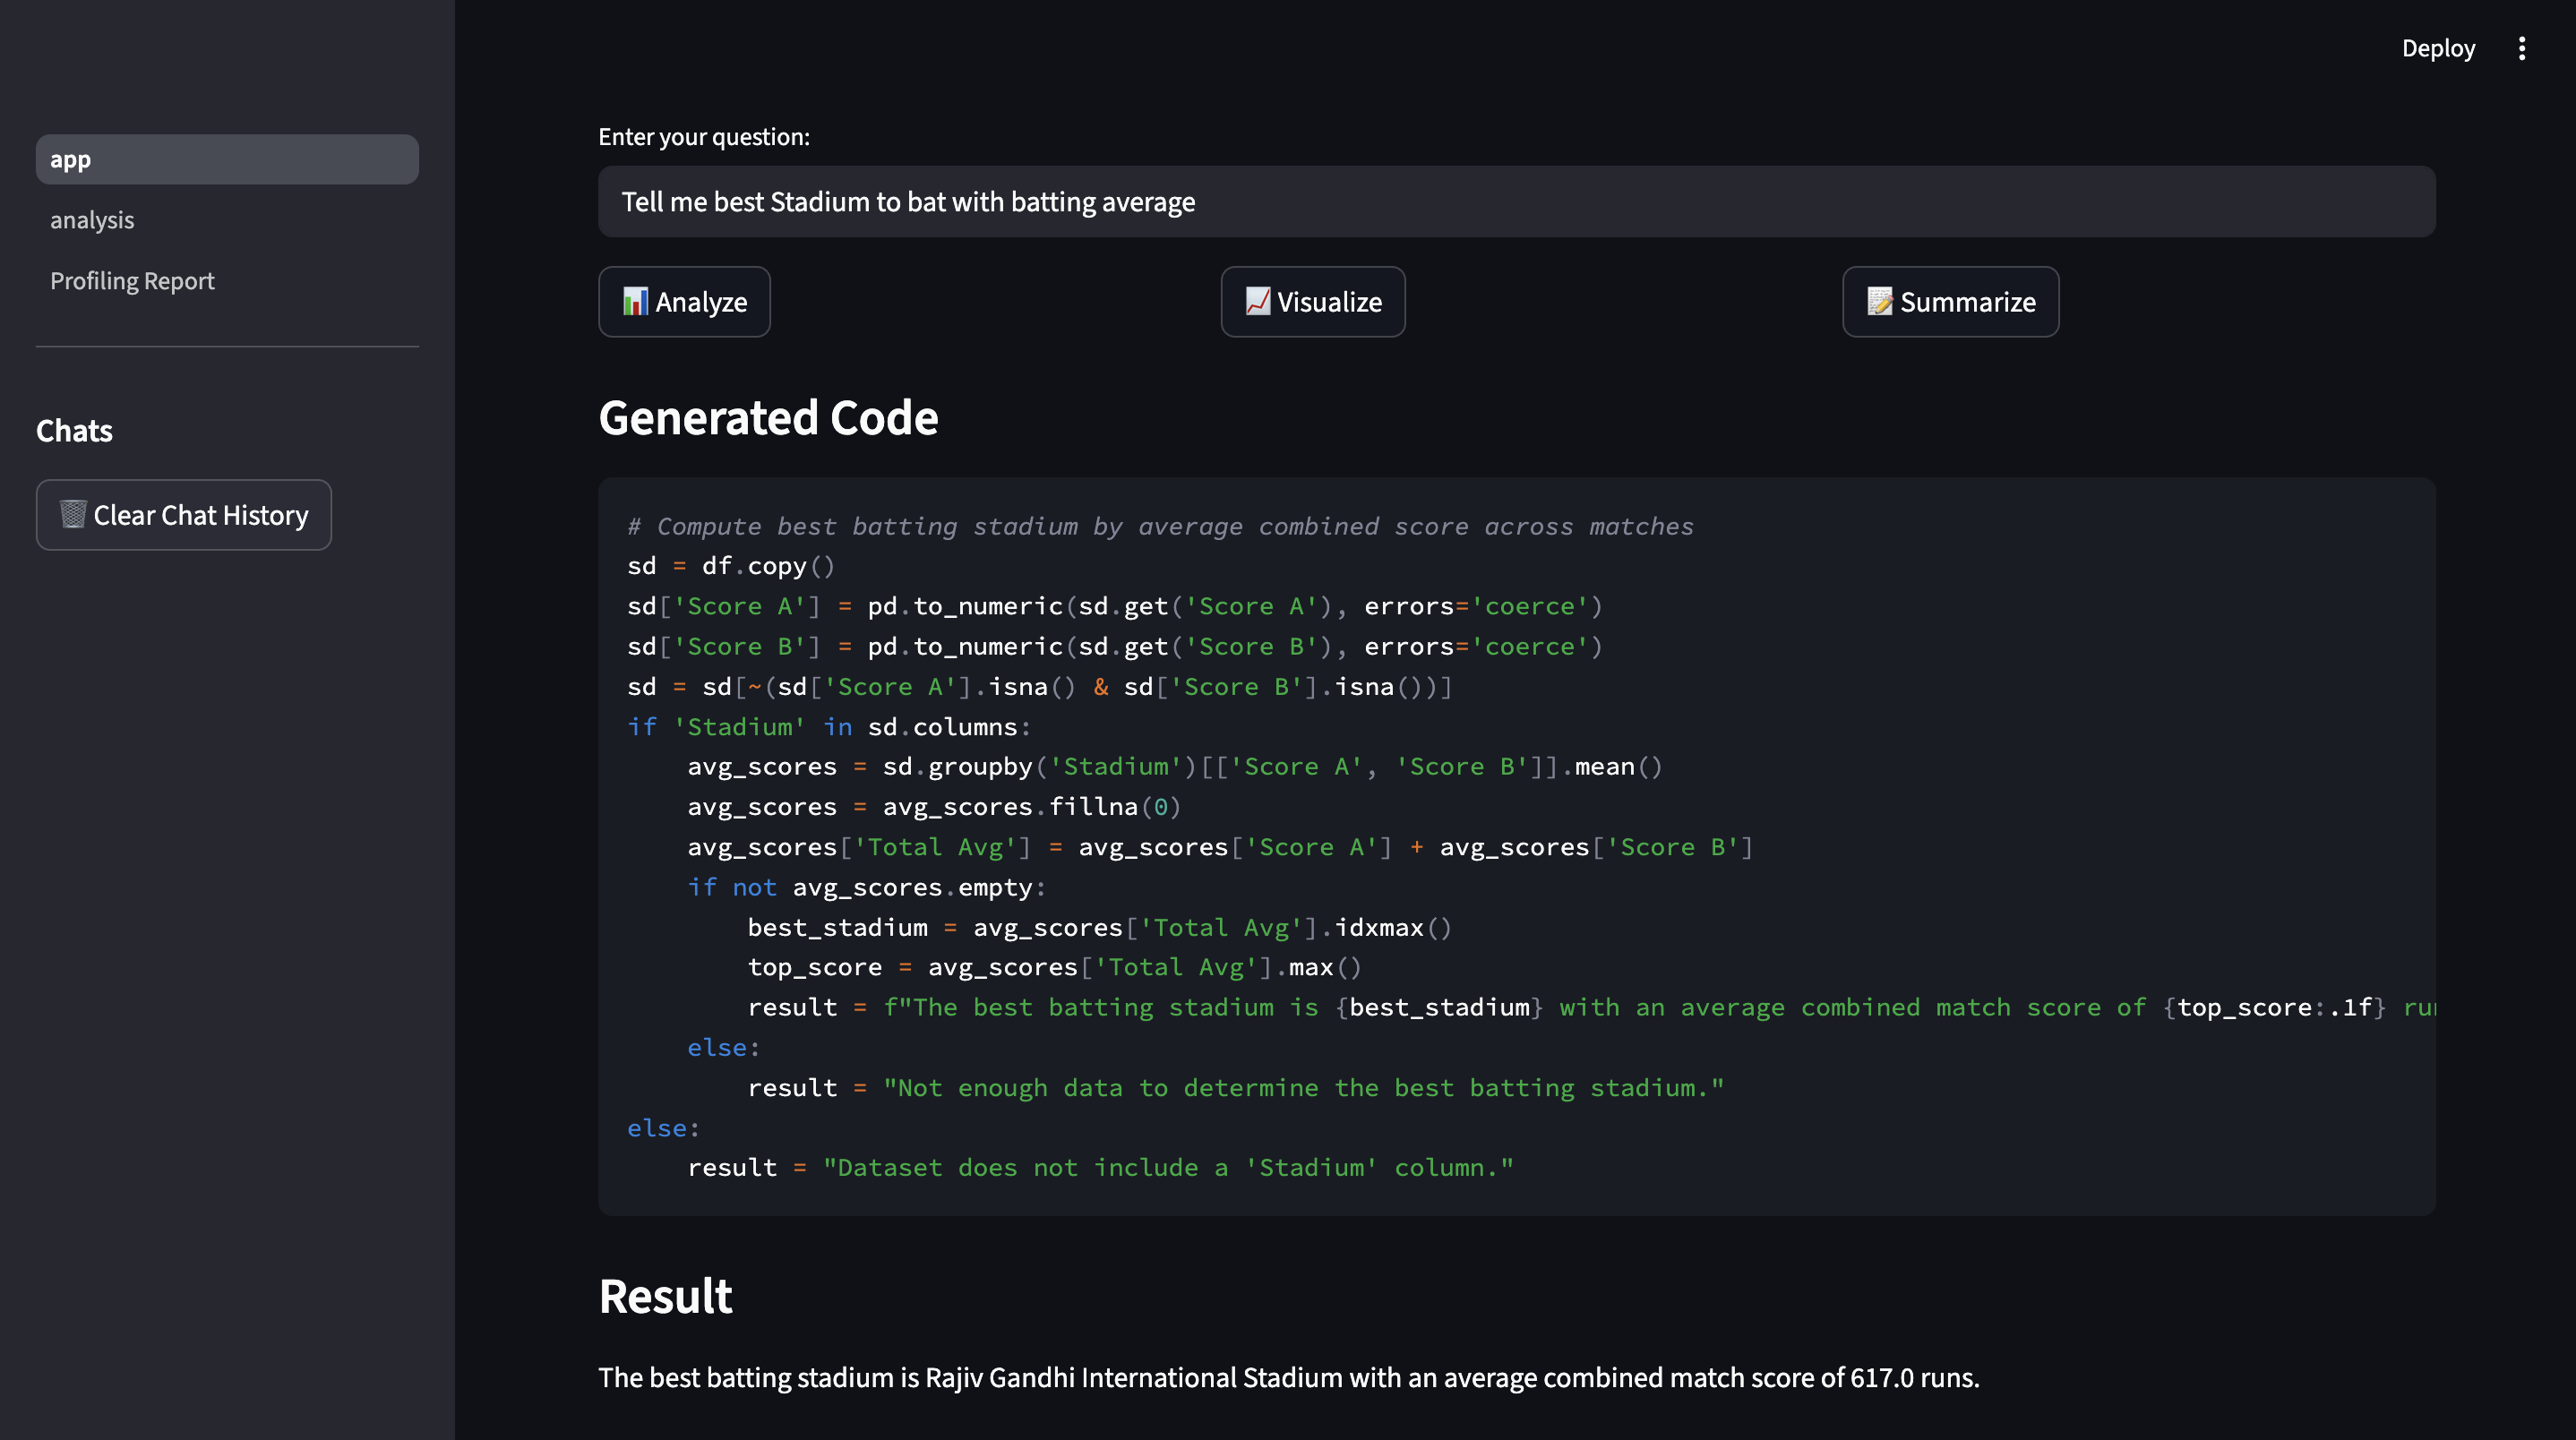 Deploy
app
analysis
Profiling Report
Chats
🗑️ Clear Chat History
Enter your question:
Tell me best Stadium to bat with batting average
📊 Analyze
📈 Visualize
📝 Summarize
Generated Code
# Compute best batting stadium by average combined score across matches
sd = df.copy()
sd['Score A'] = pd.to_numeric(sd.get('Score A'), errors='coerce')
sd['Score B'] = pd.to_numeric(sd.get('Score B'), errors='coerce')
sd = sd[~(sd['Score A'].isna() & sd['Score B'].isna())]
if 'Stadium' in sd.columns:
    avg_scores = sd.groupby('Stadium')[['Score A', 'Score B']].mean()
    avg_scores = avg_scores.fillna(0)
    avg_scores['Total Avg'] = avg_scores['Score A'] + avg_scores['Score B']
    if not avg_scores.empty:
        best_stadium = avg_scores['Total Avg'].idxmax()
        top_score = avg_scores['Total Avg'].max()
        result = f"The best batting stadium is {best_stadium} with an average combined match score of {top_score:.1f}
    else:
        result = "Not enough data to determine the best batting stadium."
else:
    result = "Dataset does not include a 'Stadium' column."
Result
The best batting stadium is Rajiv Gandhi International Stadium with an average combined match score of 617.0 runs.